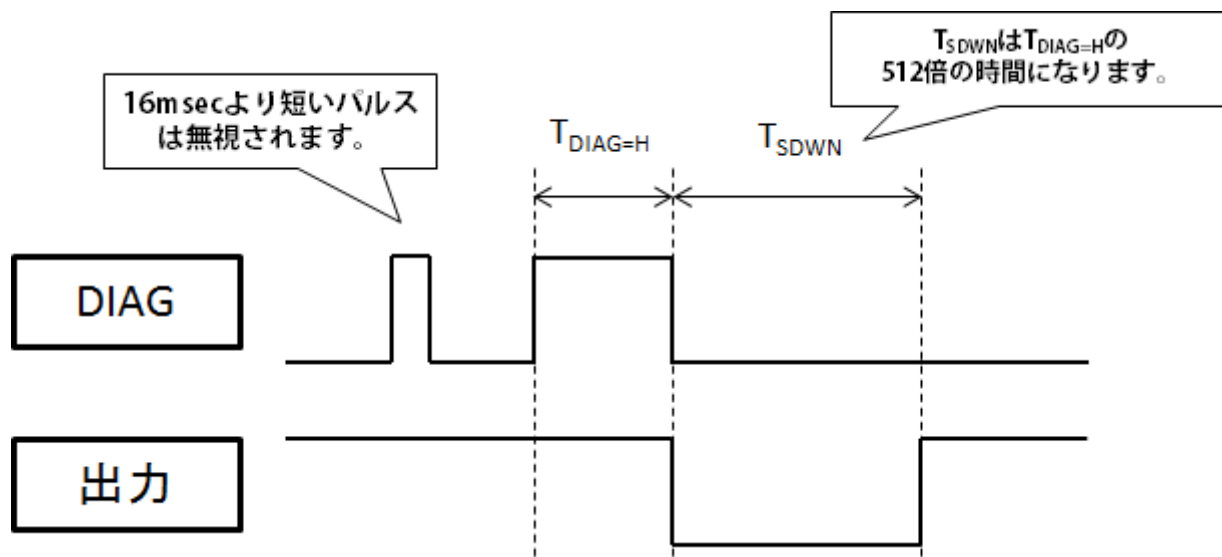 TSDWNはTDIAG=Hの
512倍の時間になります。
16msecより短いパルス
は無視されます。
TDIAG=H
TSDWN
DIAG
出力